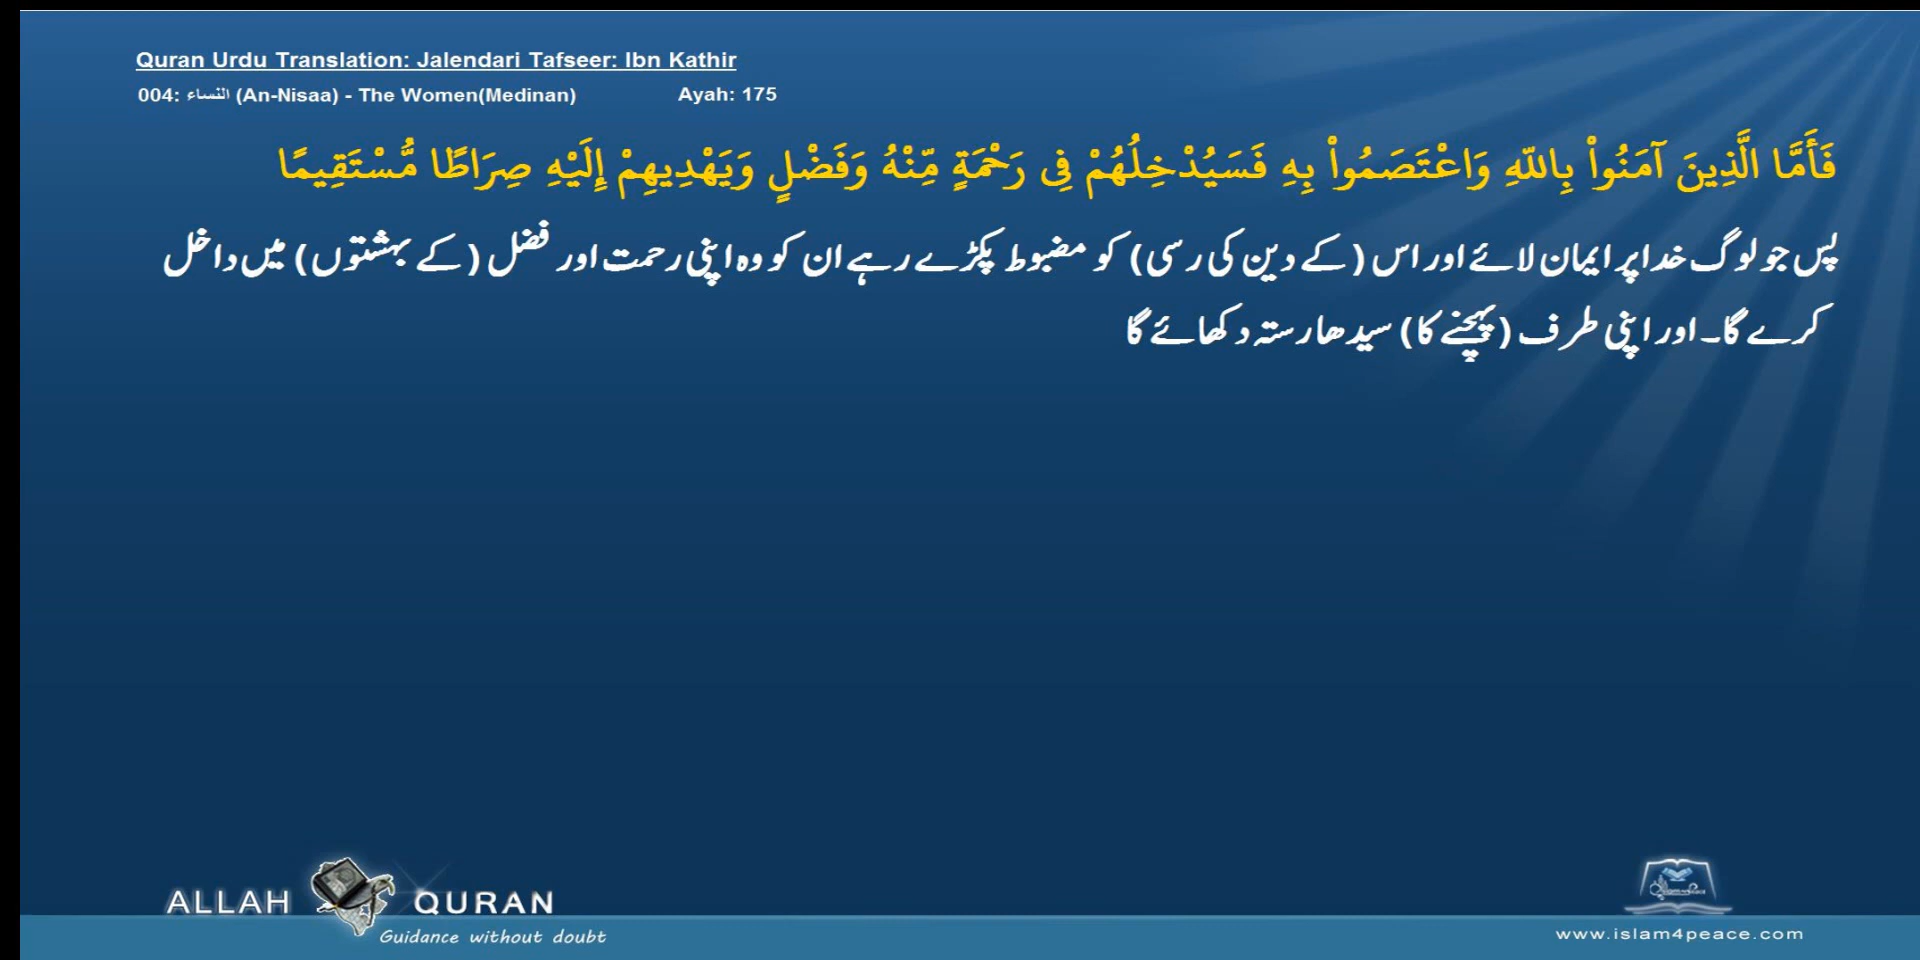 Quran Urdu Translation: Jalendari Tafseer: Ibn Kathir
004: النساء (An-Nisaa) - The Women(Medinan) Ayah: 175
فَأَمَّا الَّذِينَ آمَنُواْ بِاللّهِ وَاعْتَصَمُواْ بِهِ فَسَيُدْخِلُهُمْ فِي رَحْمَةٍ مِّنْهُ وَفَضْلٍ وَيَهْدِيهِمْ إِلَيْهِ صِرَاطًا مُّسْتَقِيمًا
پس جو لوگ خدا پر ایمان لائے اور اس (کے دین کی رسی) کو مضبوط پکڑے رہے ان کو وہ اپنی رحمت اور فضل (کے بہشتوں) میں داخل
کرے گا۔ اور اپنی طرف (پہچنے کا) سیدھا رستہ دکھائے گا
ALLAH QURAN
Guidance without doubt
www.islam4peace.com